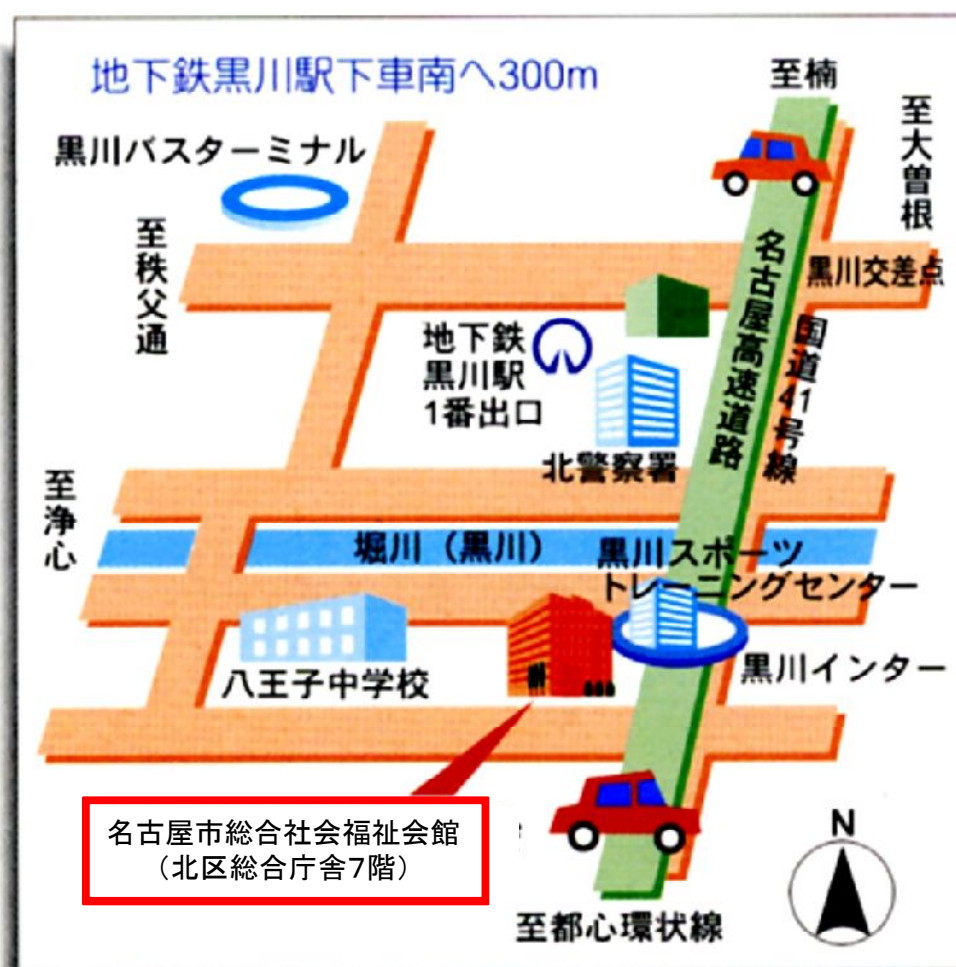 地下鉄黒川駅下車南へ300m
至楠
至大曽根
黒川バスターミナル
至秩父通
名古屋高速道路
黒川交差点
国道41号線
地下鉄
黒川駅
1番出口
北警察署
至浄心
堀川（黒川）
黒川スポーツ
トレーニングセンター
八王子中学校
黒川インター
名古屋市総合社会福祉会館
（北区総合庁舎7階）
N
至都心環状線